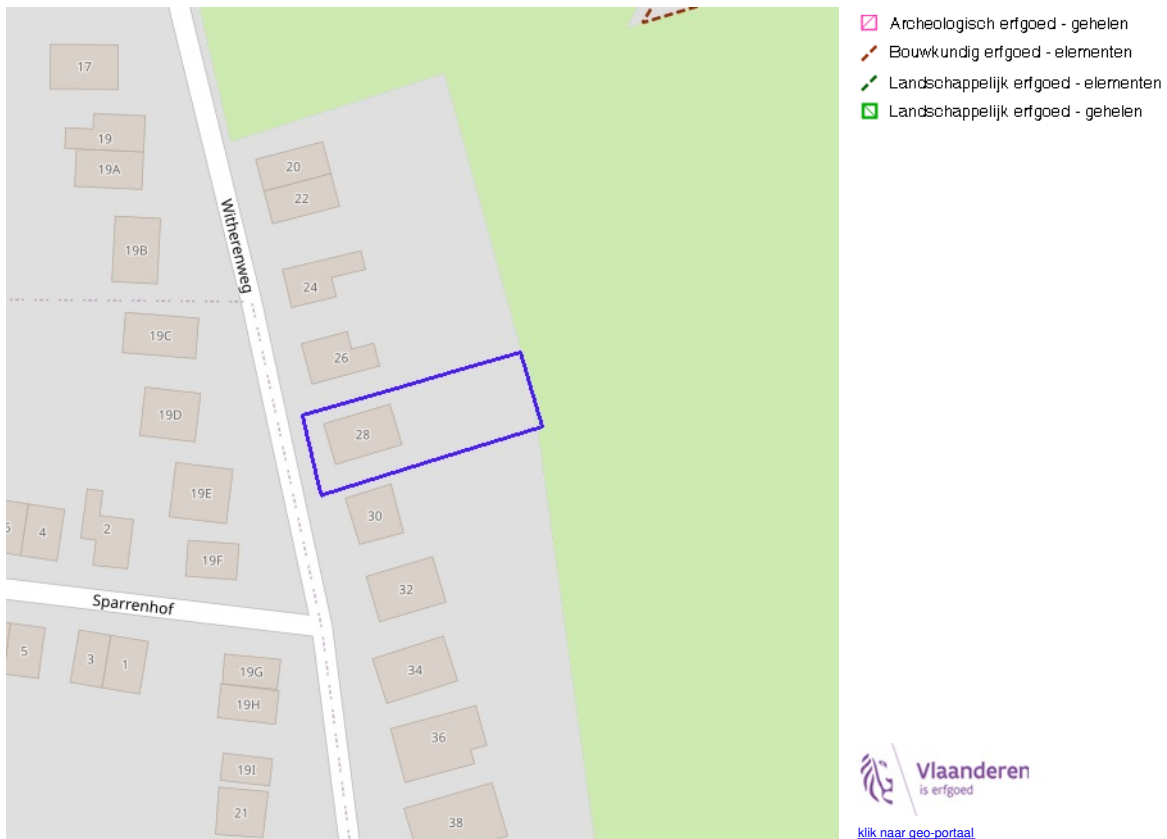 Archeologisch erfgoed - gehelen
Bouwkundig erfgoed - elementen
Landschappelijk erfgoed - elementen
Landschappelijk erfgoed - gehelen
17
19
19A
19B
19C
19D
19E
19F
20
22
24
26
28
30
32
34
36
38
Witherenweg
4
2
Sparrenhof
5
3
1
19G
19H
19I
21
Vlaanderen
is erfgoed
klik naar geo-portaal